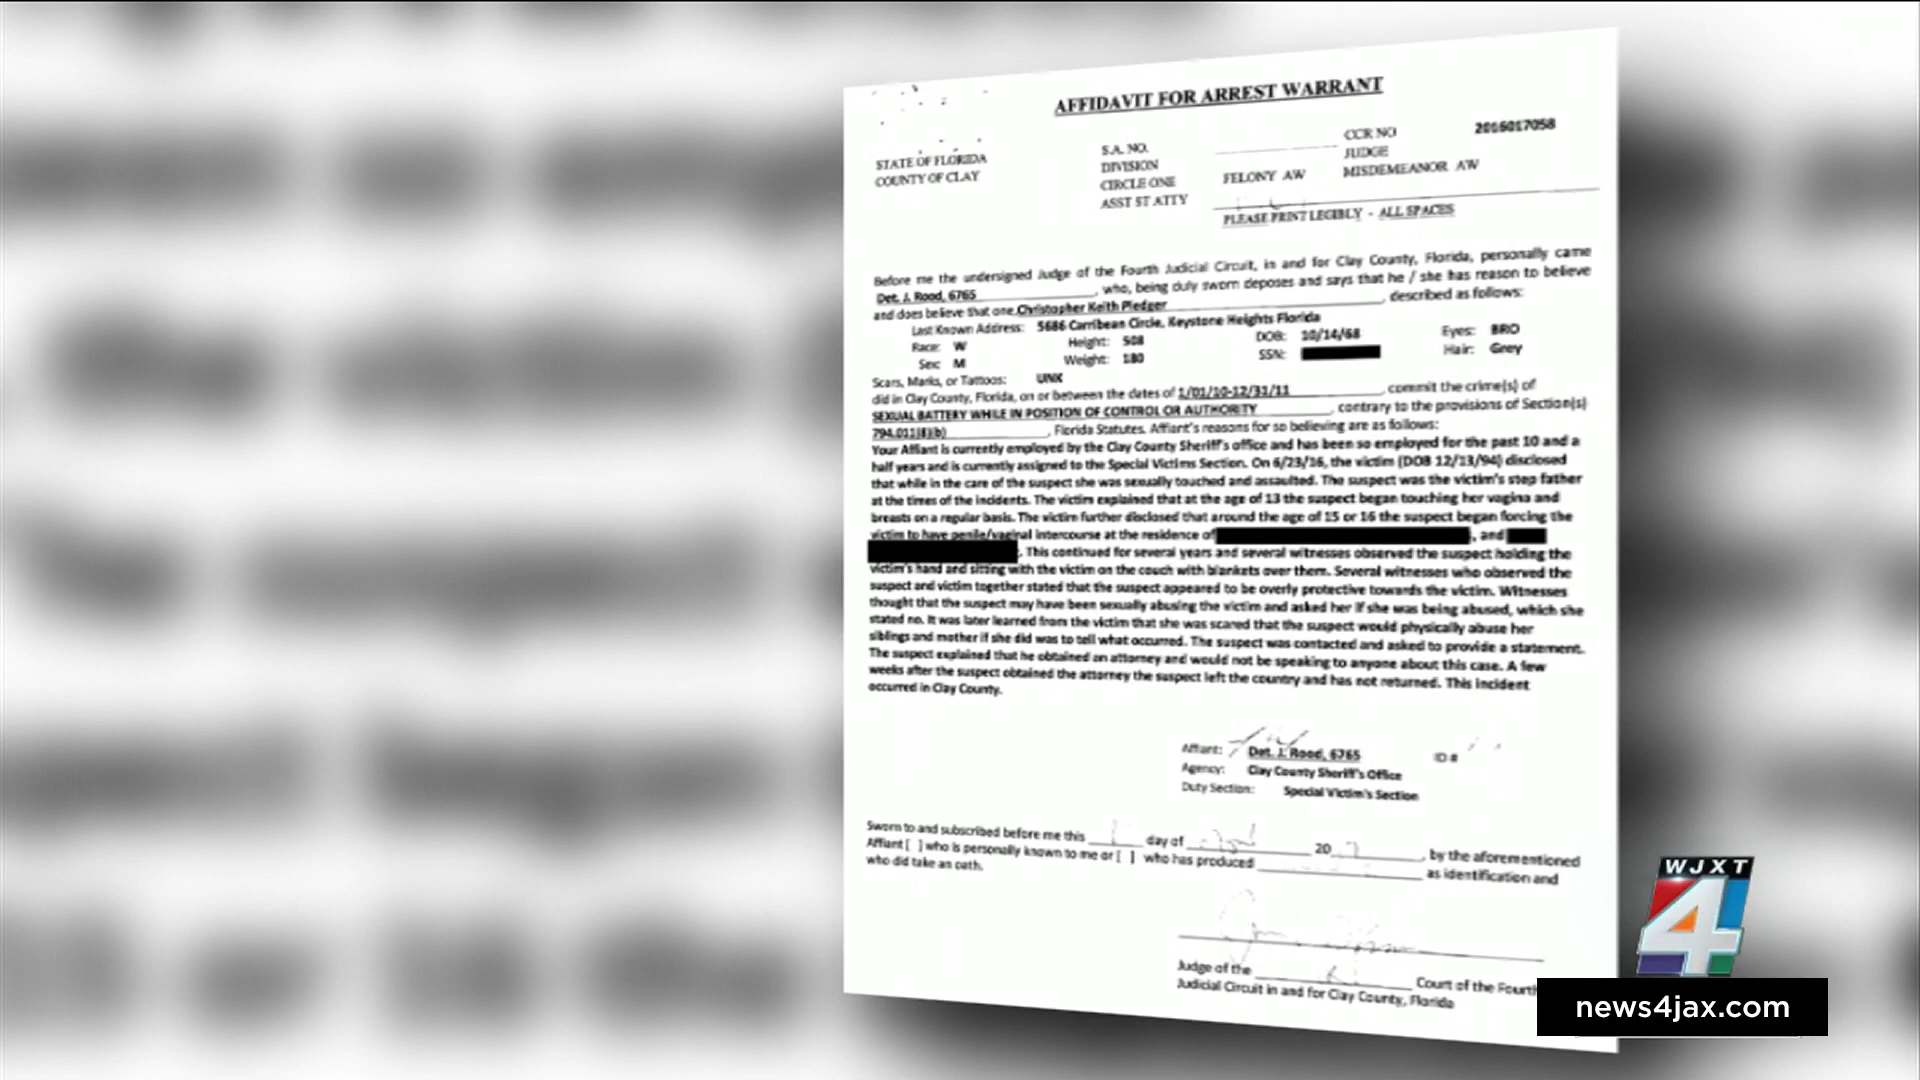 AFFIDAVIT FOR ARREST WARRANT
STATE OF FLORIDA
COUNTY OF CLAY
S.A. NO.
DIVISION
CIRCLE ONE
ASST ST ATTY
FELONY AW
CCR NO 2016017058
JUDGE
MISDEMEANOR AW
PLEASE PRINT LEGIBLY - ALL SPACES
Before me the undersigned Judge of the Fourth Judicial Circuit, in and for Clay County, Florida, personally came
Det. J. Rood, 6765, who, being duly sworn deposes and says that he / she has reason to believe
and does believe that one, Christopher Keith Pledger, described as follows:
Last Known Address: 5686 Carribean Circle, Keystone Heights Florida
Race: W Height: 508 DOB: 10/14/68 Eyes: BRO
Sex: M Weight: 180 SSN: Hair: Grey
Scars, Marks, or Tattoos: UNK
did in Clay County, Florida, on or between the dates of 1/01/10-12/31/11, commit the crime(s) of
SEXUAL BATTERY WHILE IN POSITION OF CONTROL OR AUTHORITY, contrary to the provisions of Section(s)
794.011(8)(b), Florida Statutes. Affiant's reasons for so believing are as follows:
Your Affiant is currently employed by the Clay County Sheriff's office and has been so employed for the past 10 and a
half years and is currently assigned to the Special Victims Section. On 6/23/16, the victim (DOB 12/13/94) disclosed
that while in the care of the suspect she was sexually touched and assaulted. The suspect was the victim's step father
at the times of the incidents. The victim explained that at the age of 13 the suspect began touching her vagina and
breasts on a regular basis. The victim further disclosed that around the age of 15 or 16 the suspect began forcing the
victim to have penile/vaginal intercourse at the residence of , and
. This continued for several years and several witnesses observed the suspect holding the
victim's hand and sitting with the victim on the couch with blankets over them. Several witnesses who observed the
suspect and victim together stated that the suspect appeared to be overly protective towards the victim. Witnesses
thought that the suspect may have been sexually abusing the victim and asked her if she was being abused, which she
stated no. It was later learned from the victim that she was scared that the suspect would physically abuse her
siblings and mother if she did was to tell what occurred. The suspect was contacted and asked to provide a statement.
The suspect explained that he obtained an attorney and would not be speaking to anyone about this case. A few
weeks after the suspect obtained the attorney the suspect left the country and has not returned. This incident
occurred in Clay County.
Affiant: Det. J. Rood, 6765 ID #
Agency: Clay County Sheriff's Office
Duty Section: Special Victim's Section
Sworn to and subscribed before me this day of 20 , by the aforementioned
Affiant [ ] who is personally known to me or [ ] who has produced as identification and
who did take an oath.
Judge of the Court of the Fourth
Judicial Circuit in and for Clay County, Florida
WJXT
4
news4jax.com